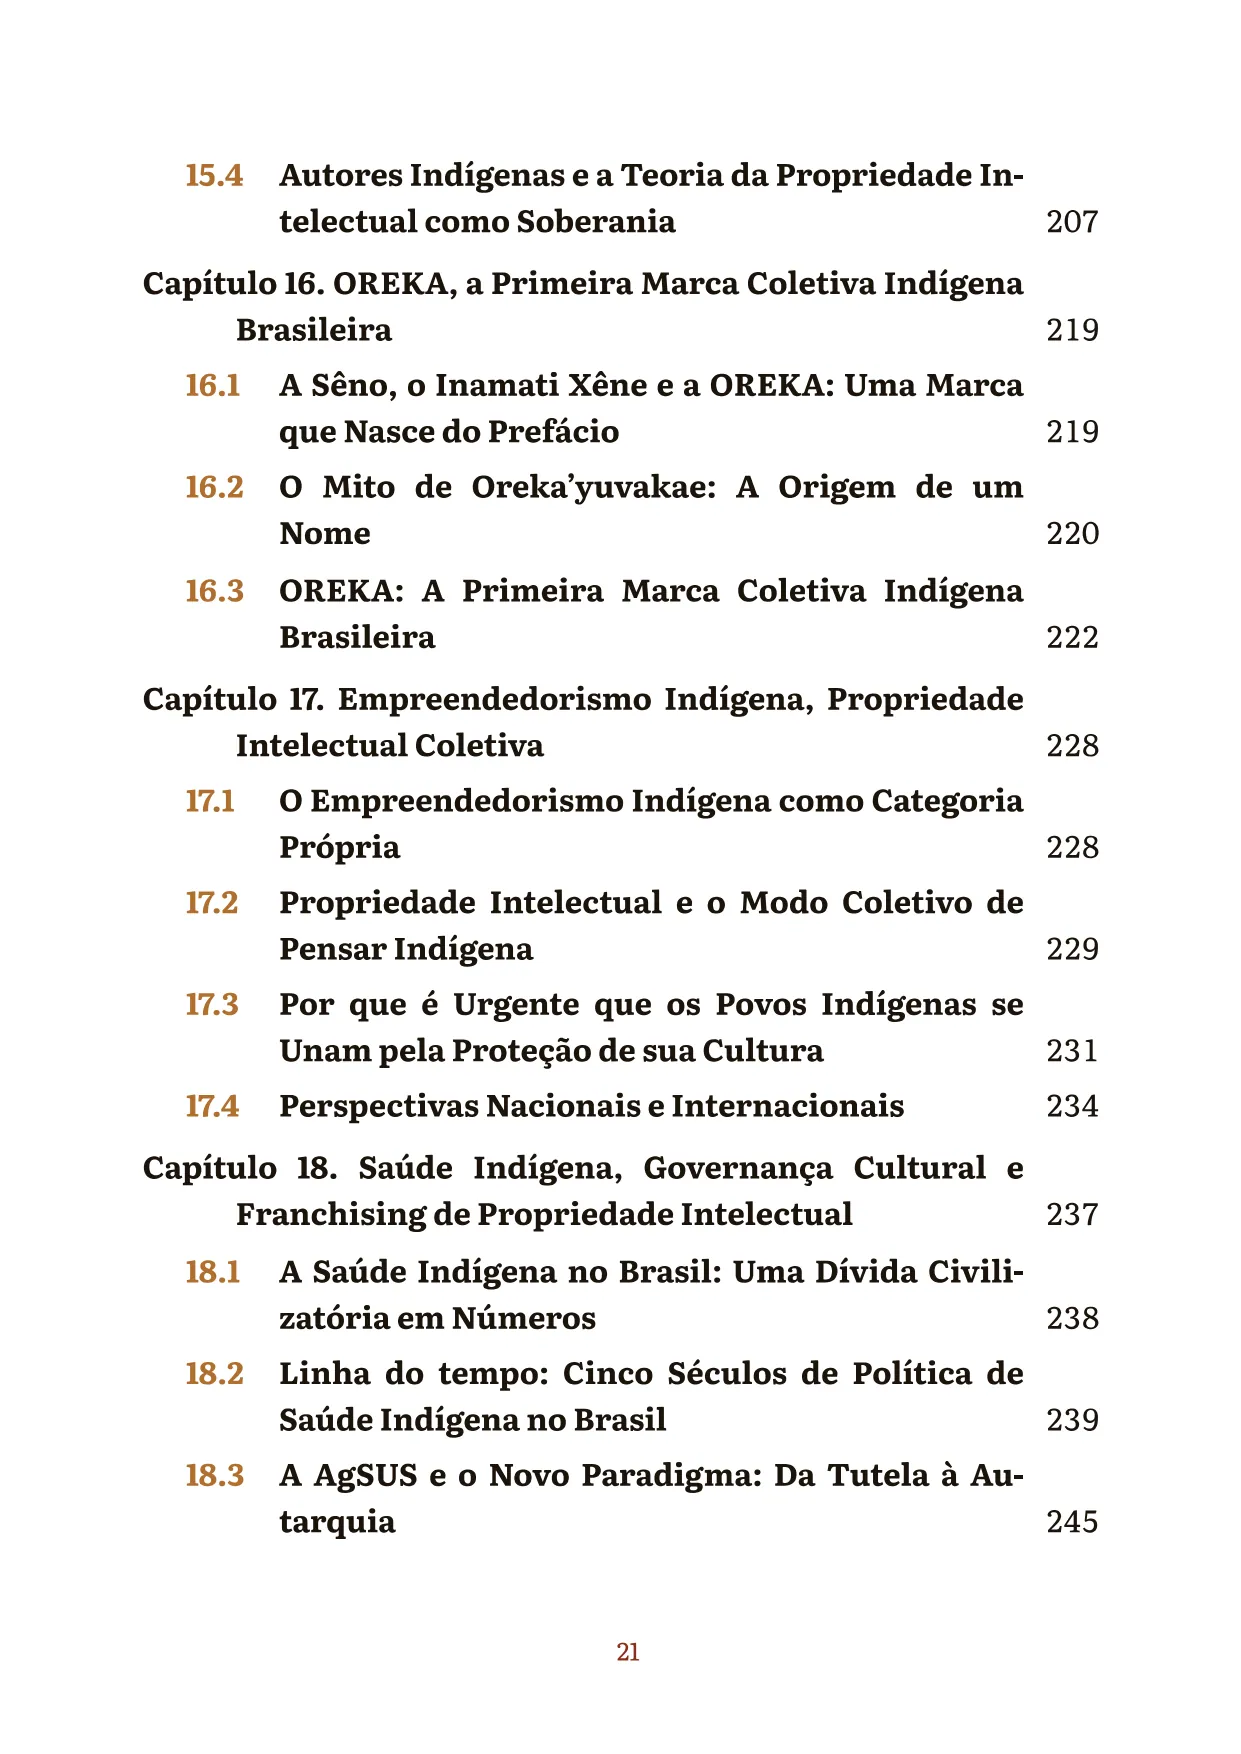 15.4 Autores Indígenas e a Teoria da Propriedade In-
telectual como Soberania 207
Capítulo 16. OREKA, a Primeira Marca Coletiva Indígena
Brasileira 219
16.1 A Sêno, o Inamati Xêne e a OREKA: Uma Marca
que Nasce do Prefácio 219
16.2 O Mito de Oreka’yuvakae: A Origem de um
Nome 220
16.3 OREKA: A Primeira Marca Coletiva Indígena
Brasileira 222
Capítulo 17. Empreendedorismo Indígena, Propriedade
Intelectual Coletiva 228
17.1 O Empreendedorismo Indígena como Categoria
Própria 228
17.2 Propriedade Intelectual e o Modo Coletivo de
Pensar Indígena 229
17.3 Por que é Urgente que os Povos Indígenas se
Unam pela Proteção de sua Cultura 231
17.4 Perspectivas Nacionais e Internacionais 234
Capítulo 18. Saúde Indígena, Governança Cultural e
Franchising de Propriedade Intelectual 237
18.1 A Saúde Indígena no Brasil: Uma Dívida Civili-
zatória em Números 238
18.2 Linha do tempo: Cinco Séculos de Política de
Saúde Indígena no Brasil 239
18.3 A AgSUS e o Novo Paradigma: Da Tutela à Au-
tarquia 245
21